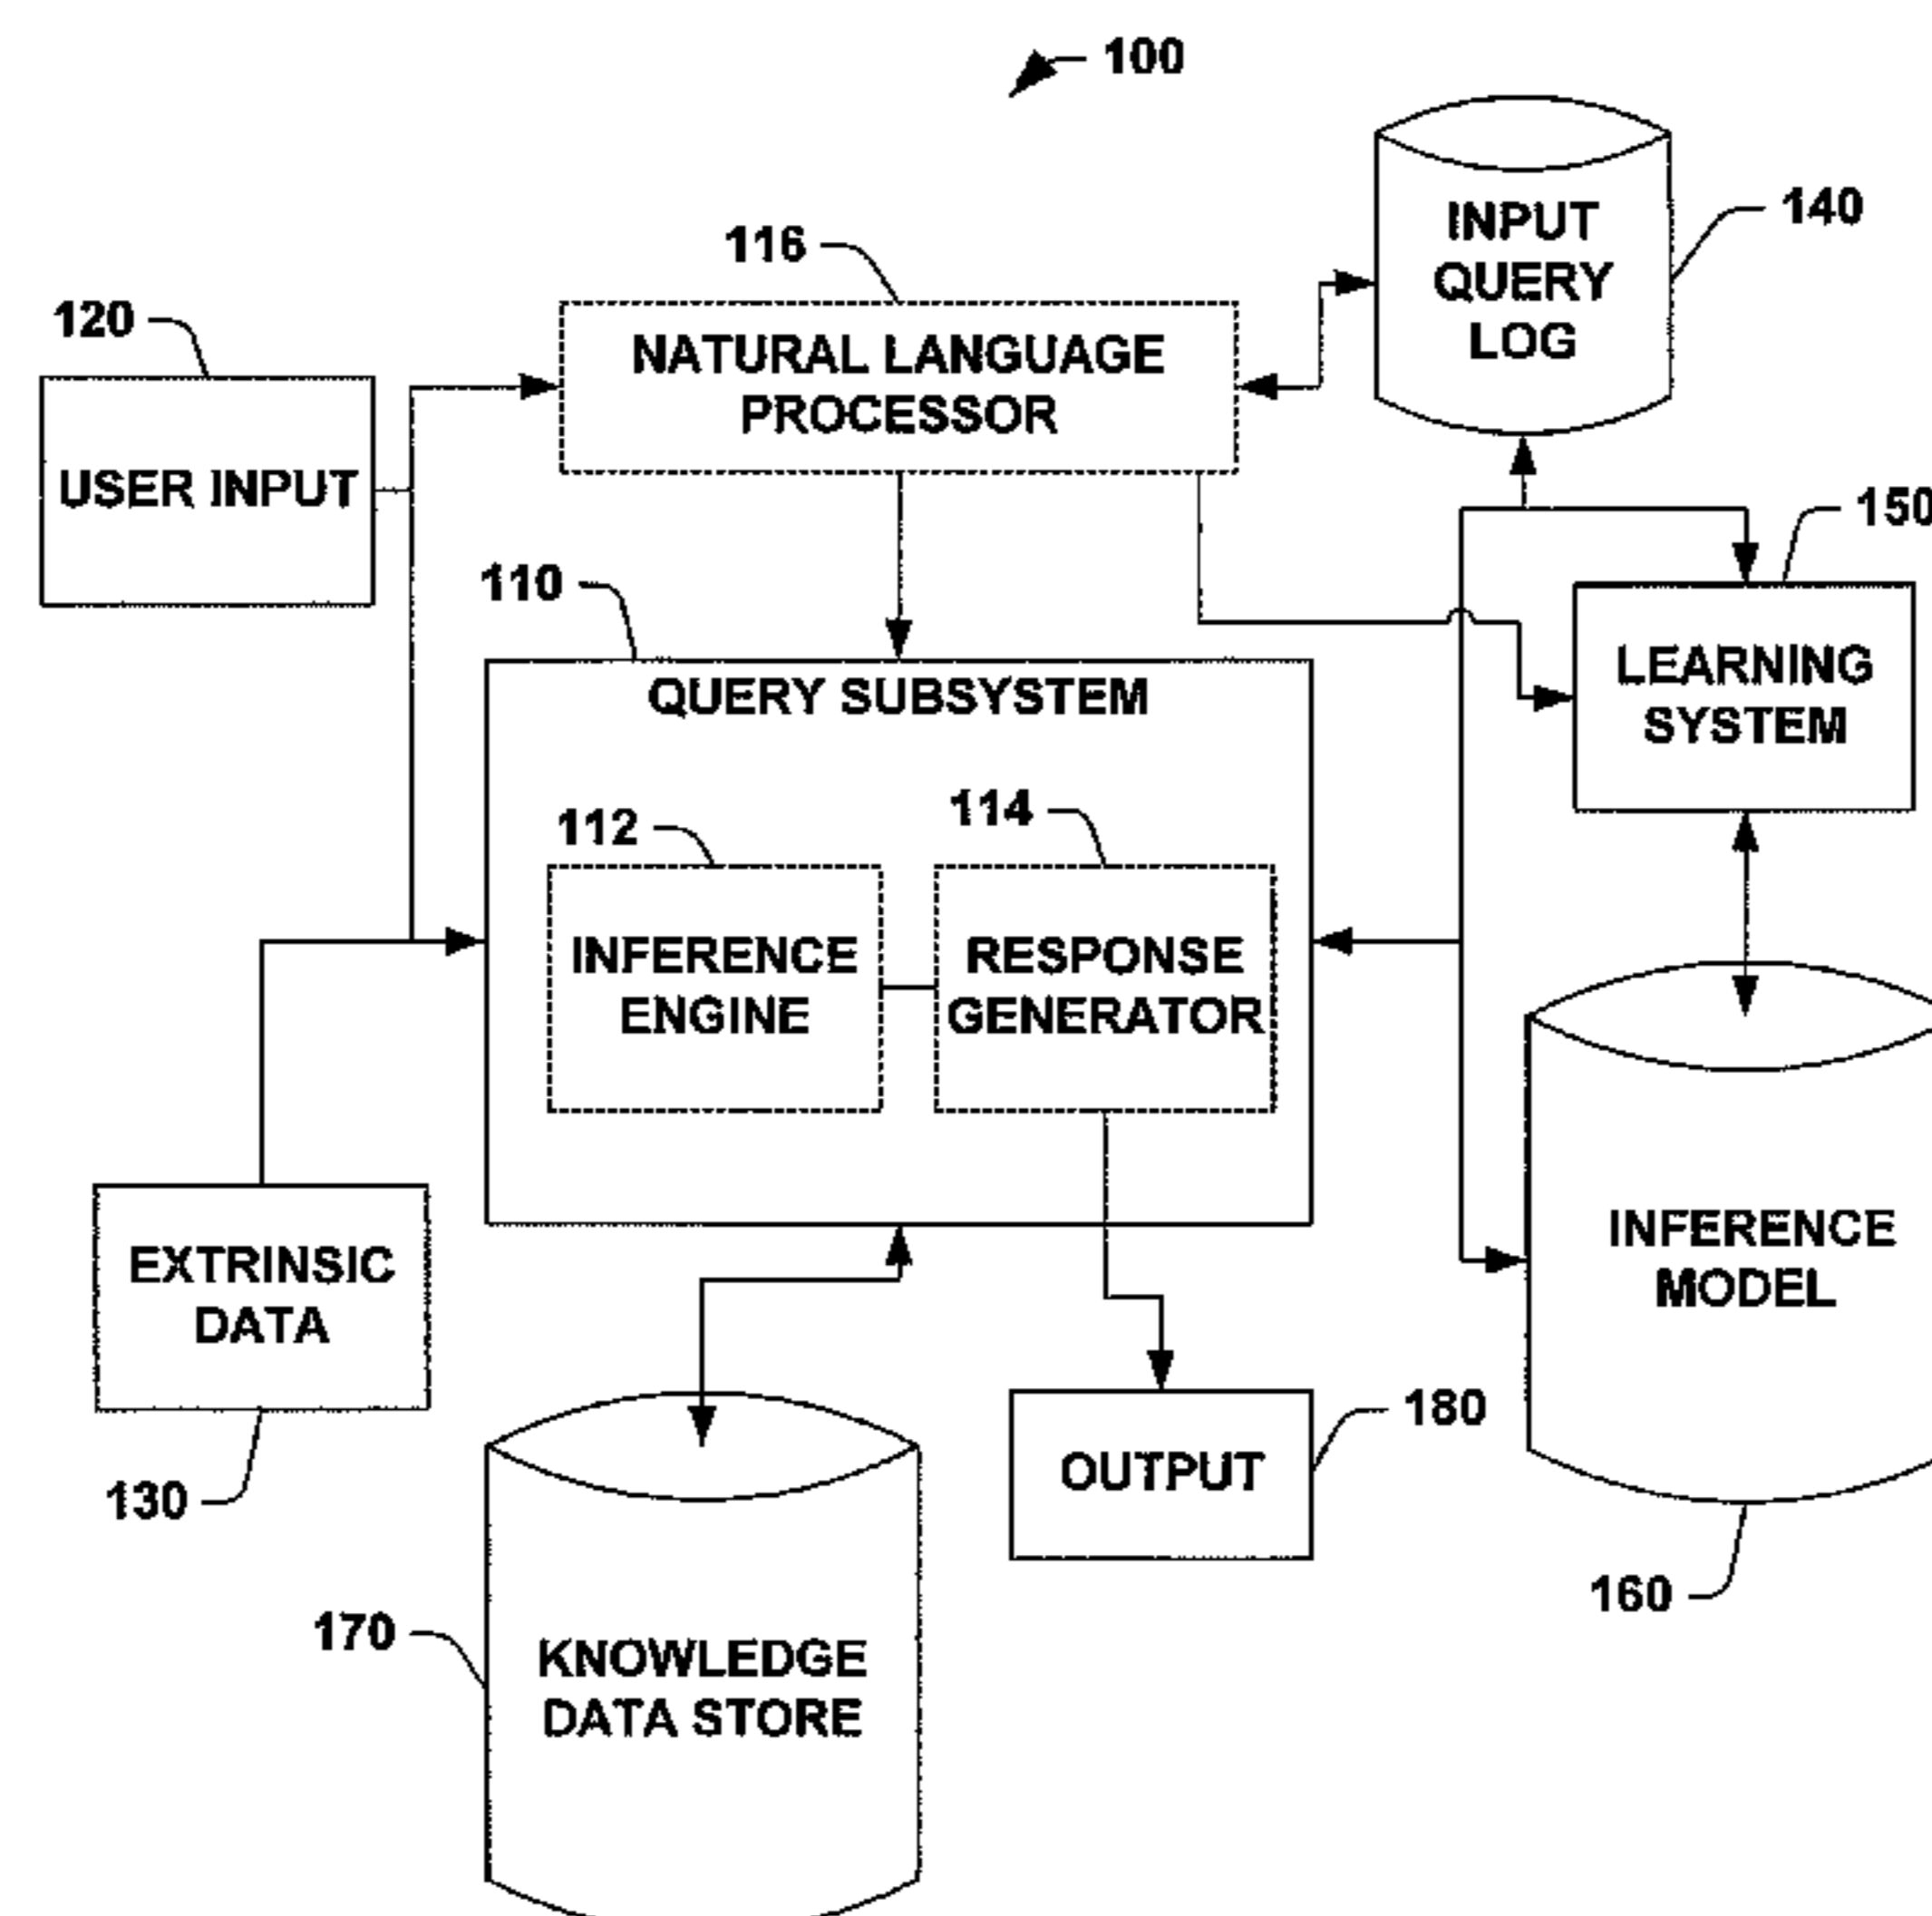 100
INPUT
QUERY
LOG
140
116
NATURAL LANGUAGE
PROCESSOR
120
USER INPUT
150
LEARNING
SYSTEM
110
QUERY SUBSYSTEM
112
INFERENCE
ENGINE
114
RESPONSE
GENERATOR
EXTRINSIC
DATA
130
INFERENCE
MODEL
160
OUTPUT
180
170
KNOWLEDGE
DATA STORE